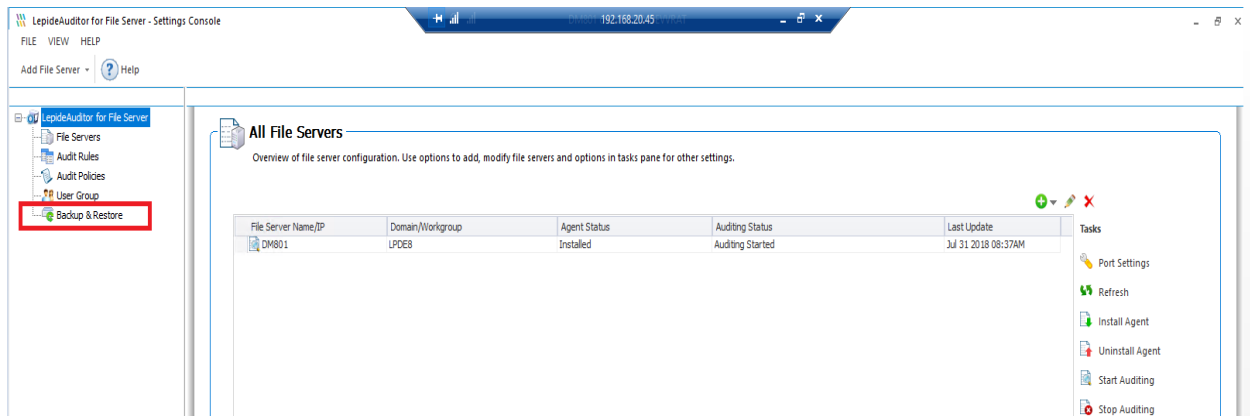 LepideAuditor for File Server - Settings Console
192.168.20.45
FILE VIEW HELP
Add File Server
? Help
LepideAuditor for File Server
File Servers
Audit Rules
Audit Policies
User Group
Backup & Restore
All File Servers
Overview of file server configuration. Use options to add, modify file servers and options in tasks pane for other settings.
File Server Name/IP Domain/Workgroup Agent Status Auditing Status Last Update
DM801 LPDE8 Installed Auditing Started Jul 31 2018 08:37AM
Tasks
Port Settings
Refresh
Install Agent
Uninstall Agent
Start Auditing
Stop Auditing